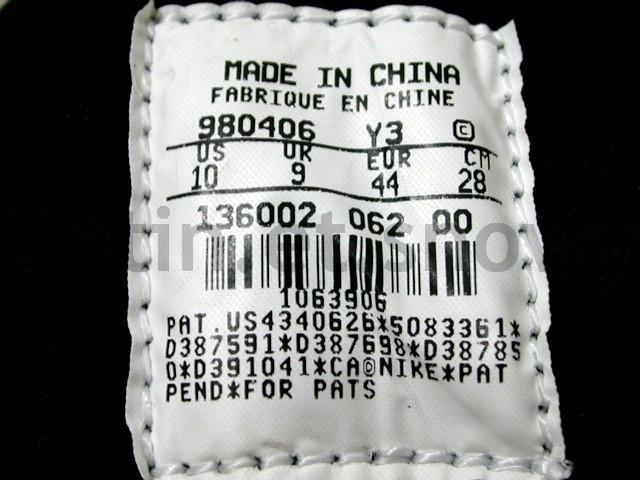 MADE IN CHINA
FABRIQUE EN CHINE
980406 Y3 ©
US UK EUR CM
10 9 44 28
136002 062 00
1063906
PAT.US4340626*5083361*
D387591*D387698*D38785
0*D391041*CA©NIKE*PAT
PEND*FOR PATS